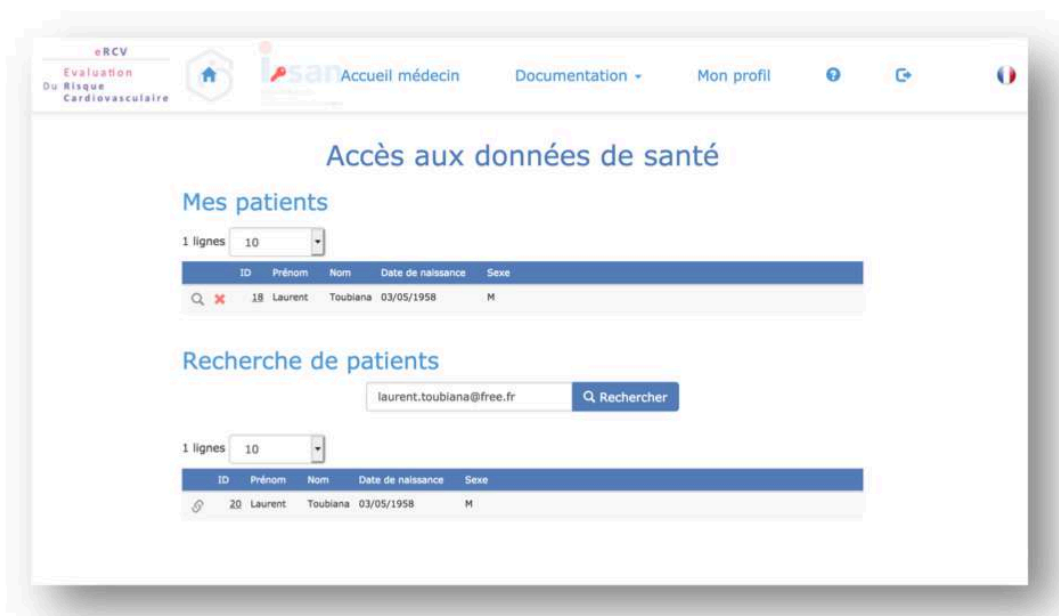 eRCV
Evaluation
Du Risque
Cardiovasculaire
Accueil médecin Documentation Mon profil
Accès aux données de santé
Mes patients
1 lignes 10
ID Prénom Nom Date de naissance Sexe
18 Laurent Toubiana 03/05/1958 M
Recherche de patients
laurent.toubiana@free.fr Rechercher
1 lignes 10
ID Prénom Nom Date de naissance Sexe
20 Laurent Toubiana 03/05/1958 M